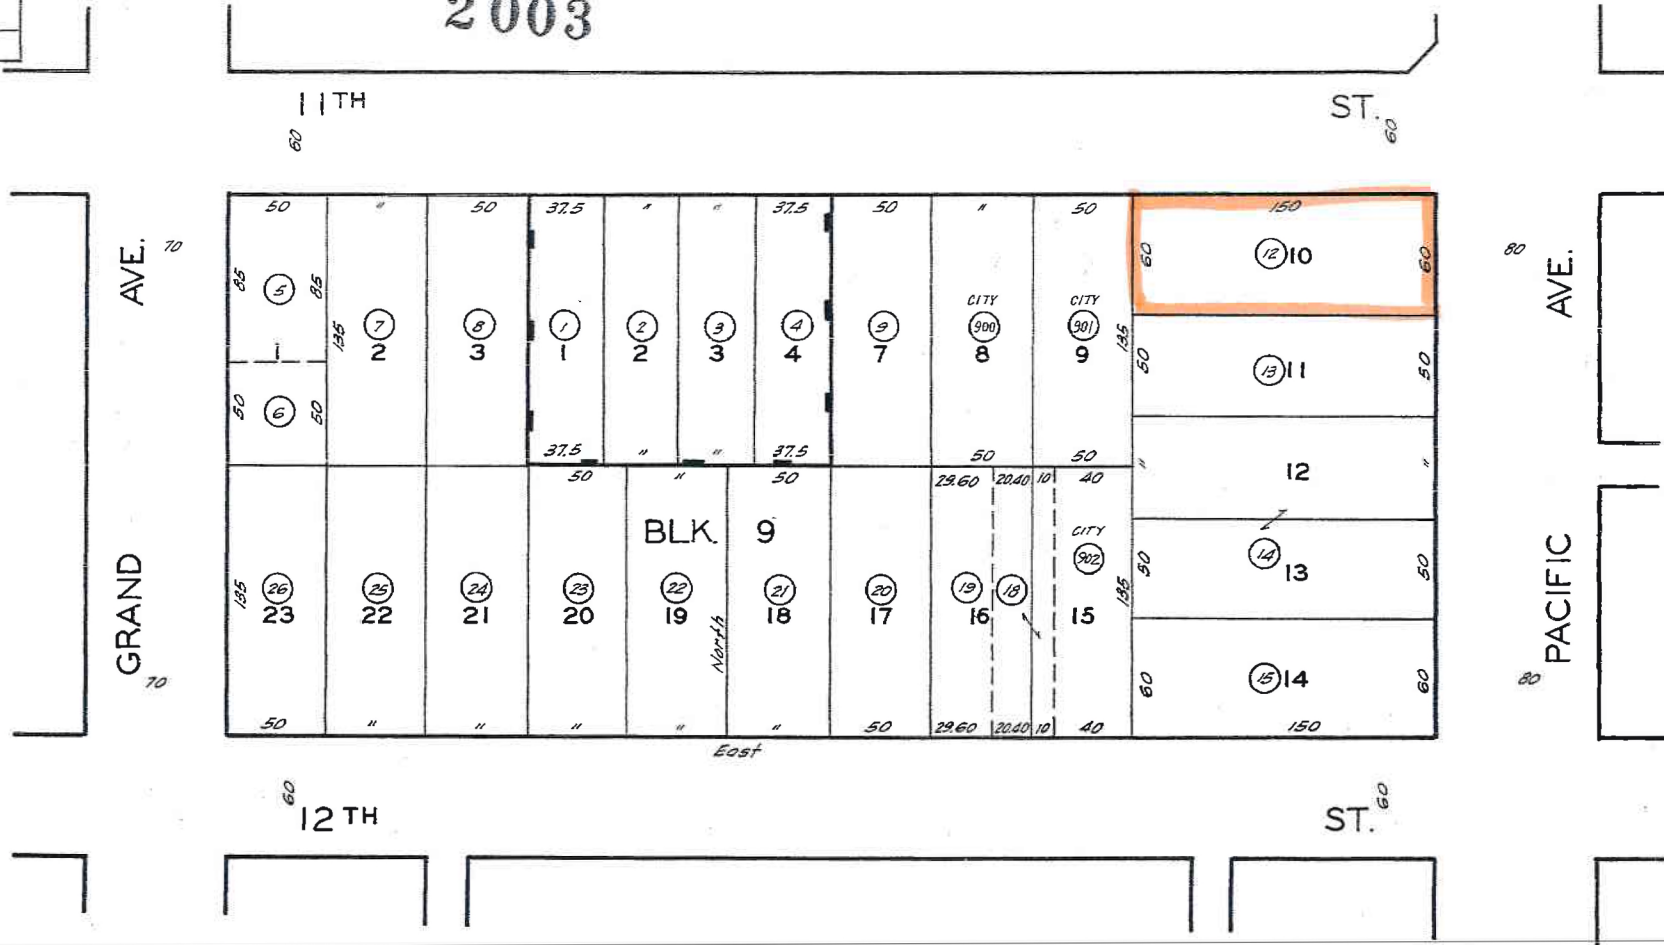 2003
11TH
ST.
60
60
50 " 50 37.5 " " 37.5 50 " 50 150
AVE. 70
80 AVE.
85 5 85
60 12 10 60
CITY CITY
135 7 8 1 2 3 4 9 900 901 135
1 2 3 1 2 3 4 7 8 9
50 13 11 50
50 6 50
37.5 " " 37.5 50 50
50 " 50 29.60 20.40 10 40
" 12 "
BLK. 9
CITY
902
50 14 13 50
135 26 25 24 23 22 21 20 19 18 135
23 22 21 20 19 18 17 16 15
North
GRAND
PACIFIC
70
60 15 14 60
80
50 " " " " " 50 29.60 20.40 10 40 150
East
60
60
12TH
ST.